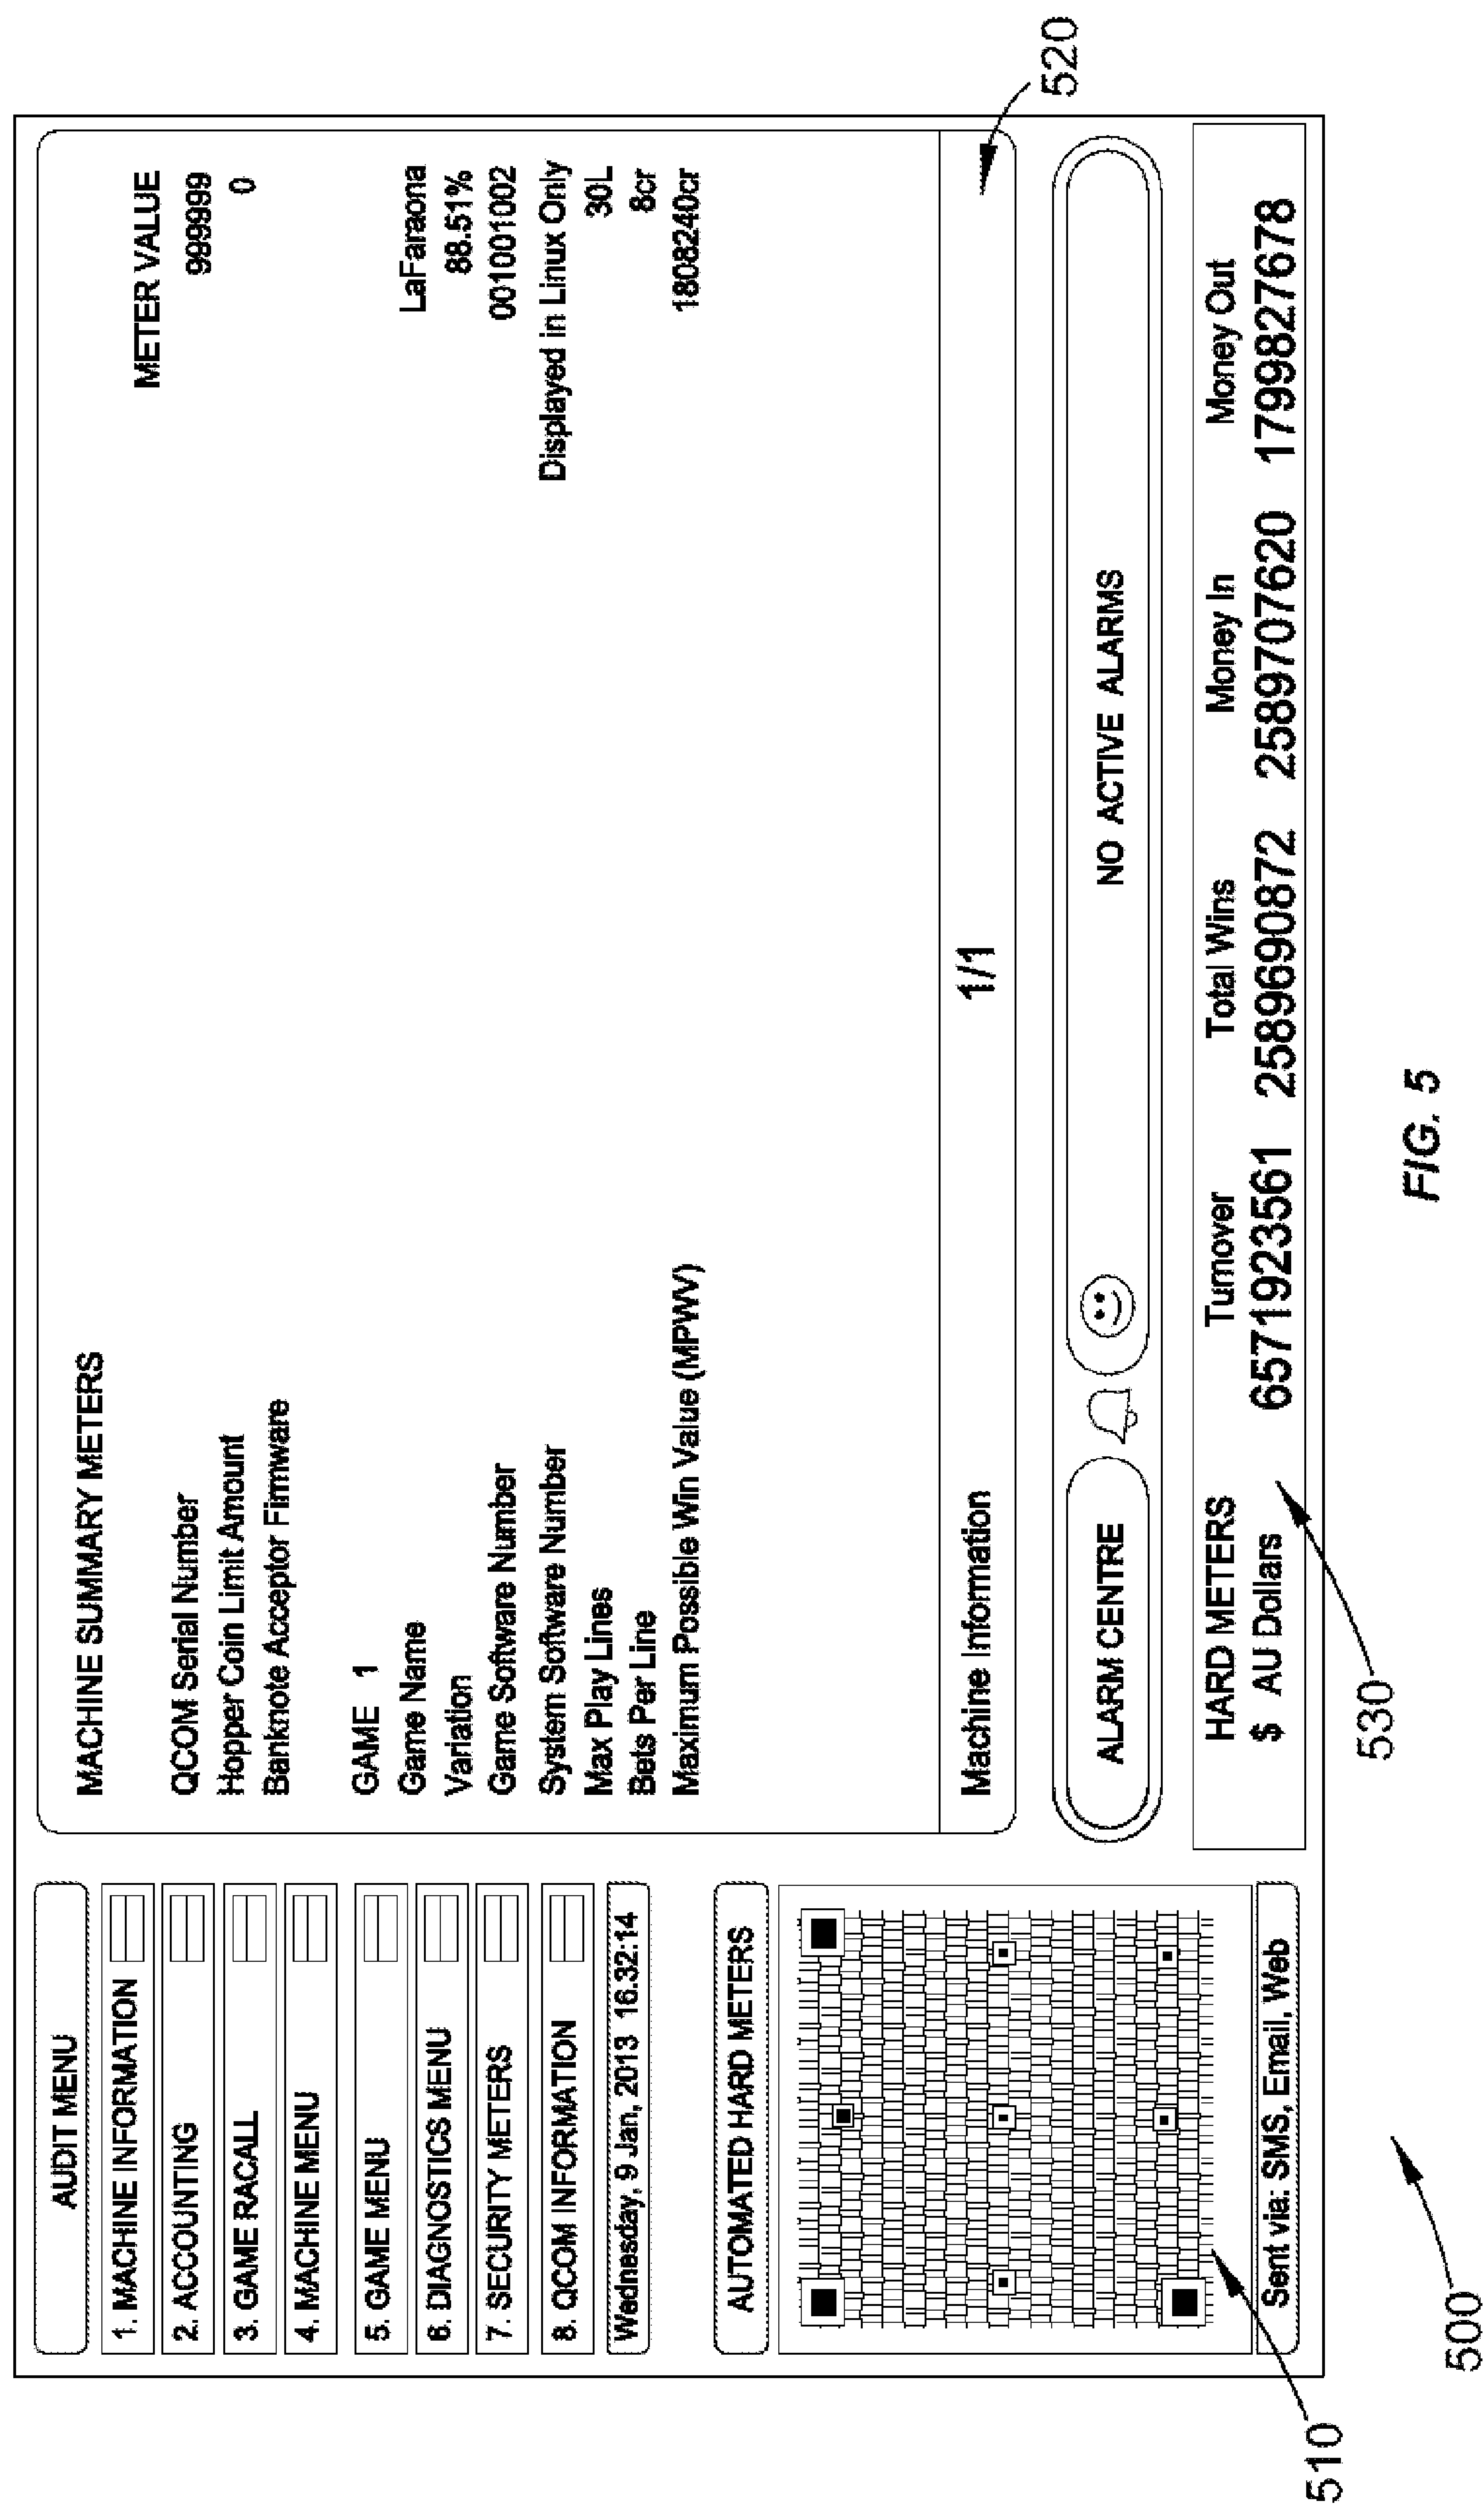 AUDIT MENU
1. MACHINE INFORMATION
2. ACCOUNTING
3. GAME RACALL
4. MACHINE MENU
5. GAME MENU
6. DIAGNOSTICS MENU
7. SECURITY METERS
8. QCOM INFORMATION
Wednesday, 9 Jan, 2013 16.32:14
AUTOMATED HARD METERS
Sent via: SMS, Email, Web
MACHINE SUMMARY METERS
METER VALUE
QCOM Serial Number 999999
Hopper Coin Limit Amount 0
Banknote Acceptor Firmware
GAME 1
Game Name LaFaraona
Variation 88.51%
Game Software Number 001001002
System Software Number Displayed in Linux Only
Max Play Lines 30L
Bets Per Line 8cr
Maximum Possible Win Value (MPWV) 1808240cr
Machine Information 1/1
ALARM CENTRE NO ACTIVE ALARMS
HARD METERS Turnover Total Wins Money In Money Out
$ AU Dollars 657192361 2589690872 2589707620 1799827678
510
500
530
520
FIG. 5